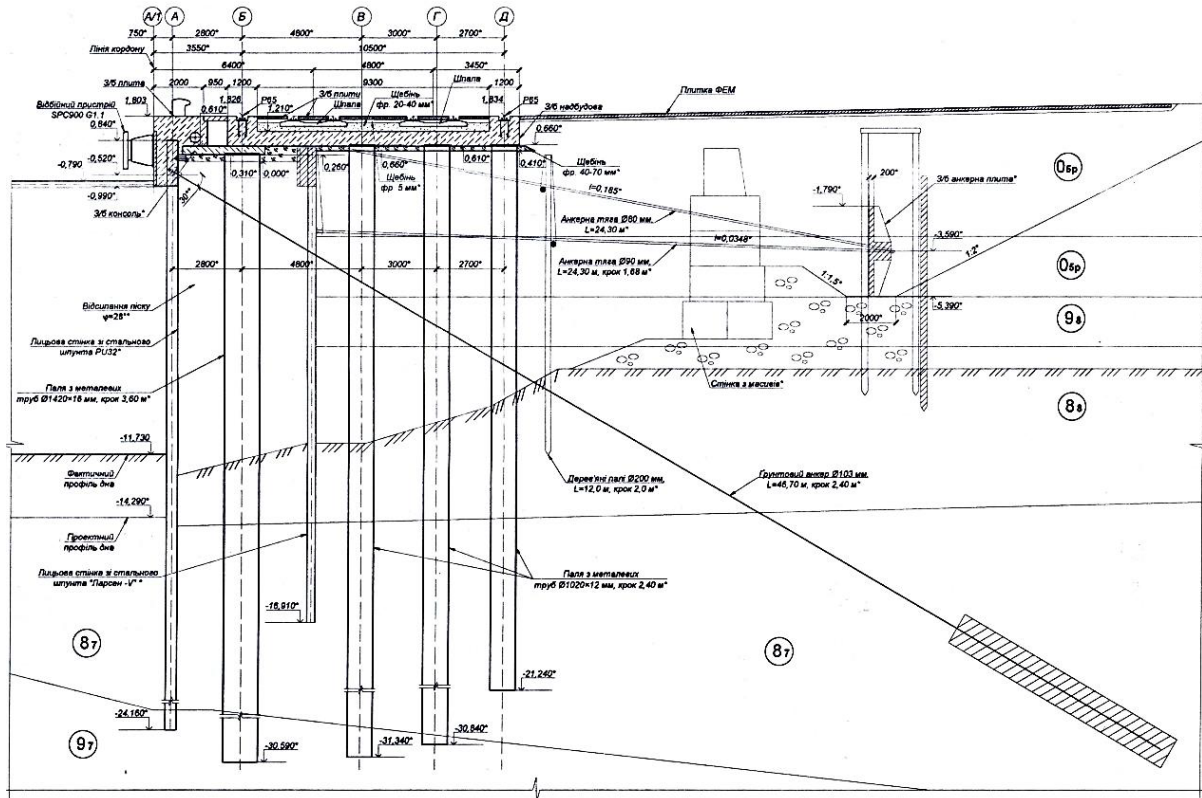 А/1 А Б В Г Д
750* 2800* 4800* 3000* 2700*
3550* 10500*
Лінія кордону
6400* 4800* 3450*
З/б плита 2000 950 1200 9300 1200
Шпала
Плитка ФЕМ
З/б плити
Шпала
Щебінь
фр. 20-40 мм*
З/б надбудова
1,803 0,610* 1,826 Р65 1,210* 1,834 Р65
Відбійний пристрій
SPC900 G1.1
0,840* 0,660*
-0,790 -0,520*
-0,310* -0,000* 0,260* 0,660* 0,610* 0,410*
Щебінь
фр. 5 мм*
Щебінь
фр. 40-70 мм*
-0,990*
З/б консоль*
30°*
i=0,185*
Анкерна тяга Ø80 мм,
L=24,30 м*
i=0,0348*
Анкерна тяга Ø90 мм,
L=24,30 м, крок 1,68 м*
200*
-1,790*
З/б анкерна плита*
-3,590*
1:2*
1:1,5*
-5,390*
2000*
0бр
0бр
9в
8в
2800* 4800* 3000* 2700*
Відсипання піску
φ=28°*
Лицьова стінка зі стального
шпунта PU32*
Паля з металевих
труб Ø1420×16 мм, крок 3,60 м*
Стінка з масивів*
-11,730
Фактичний
профіль дна
-14,290*
Проектний
профіль дна
Дерев'яні палі Ø200 мм,
L=12,0 м, крок 2,0 м*
Ґрунтовий анкер Ø103 мм,
L=46,70 м, крок 2,40 м*
Лицьова стінка зі стального
шпунта "Ларсен -V" *
Паля з металевих
труб Ø1020×12 мм, крок 2,40 м*
-16,910*
87
87
-21,240*
-24,160*
97
-30,590*
-31,340*
-30,840*